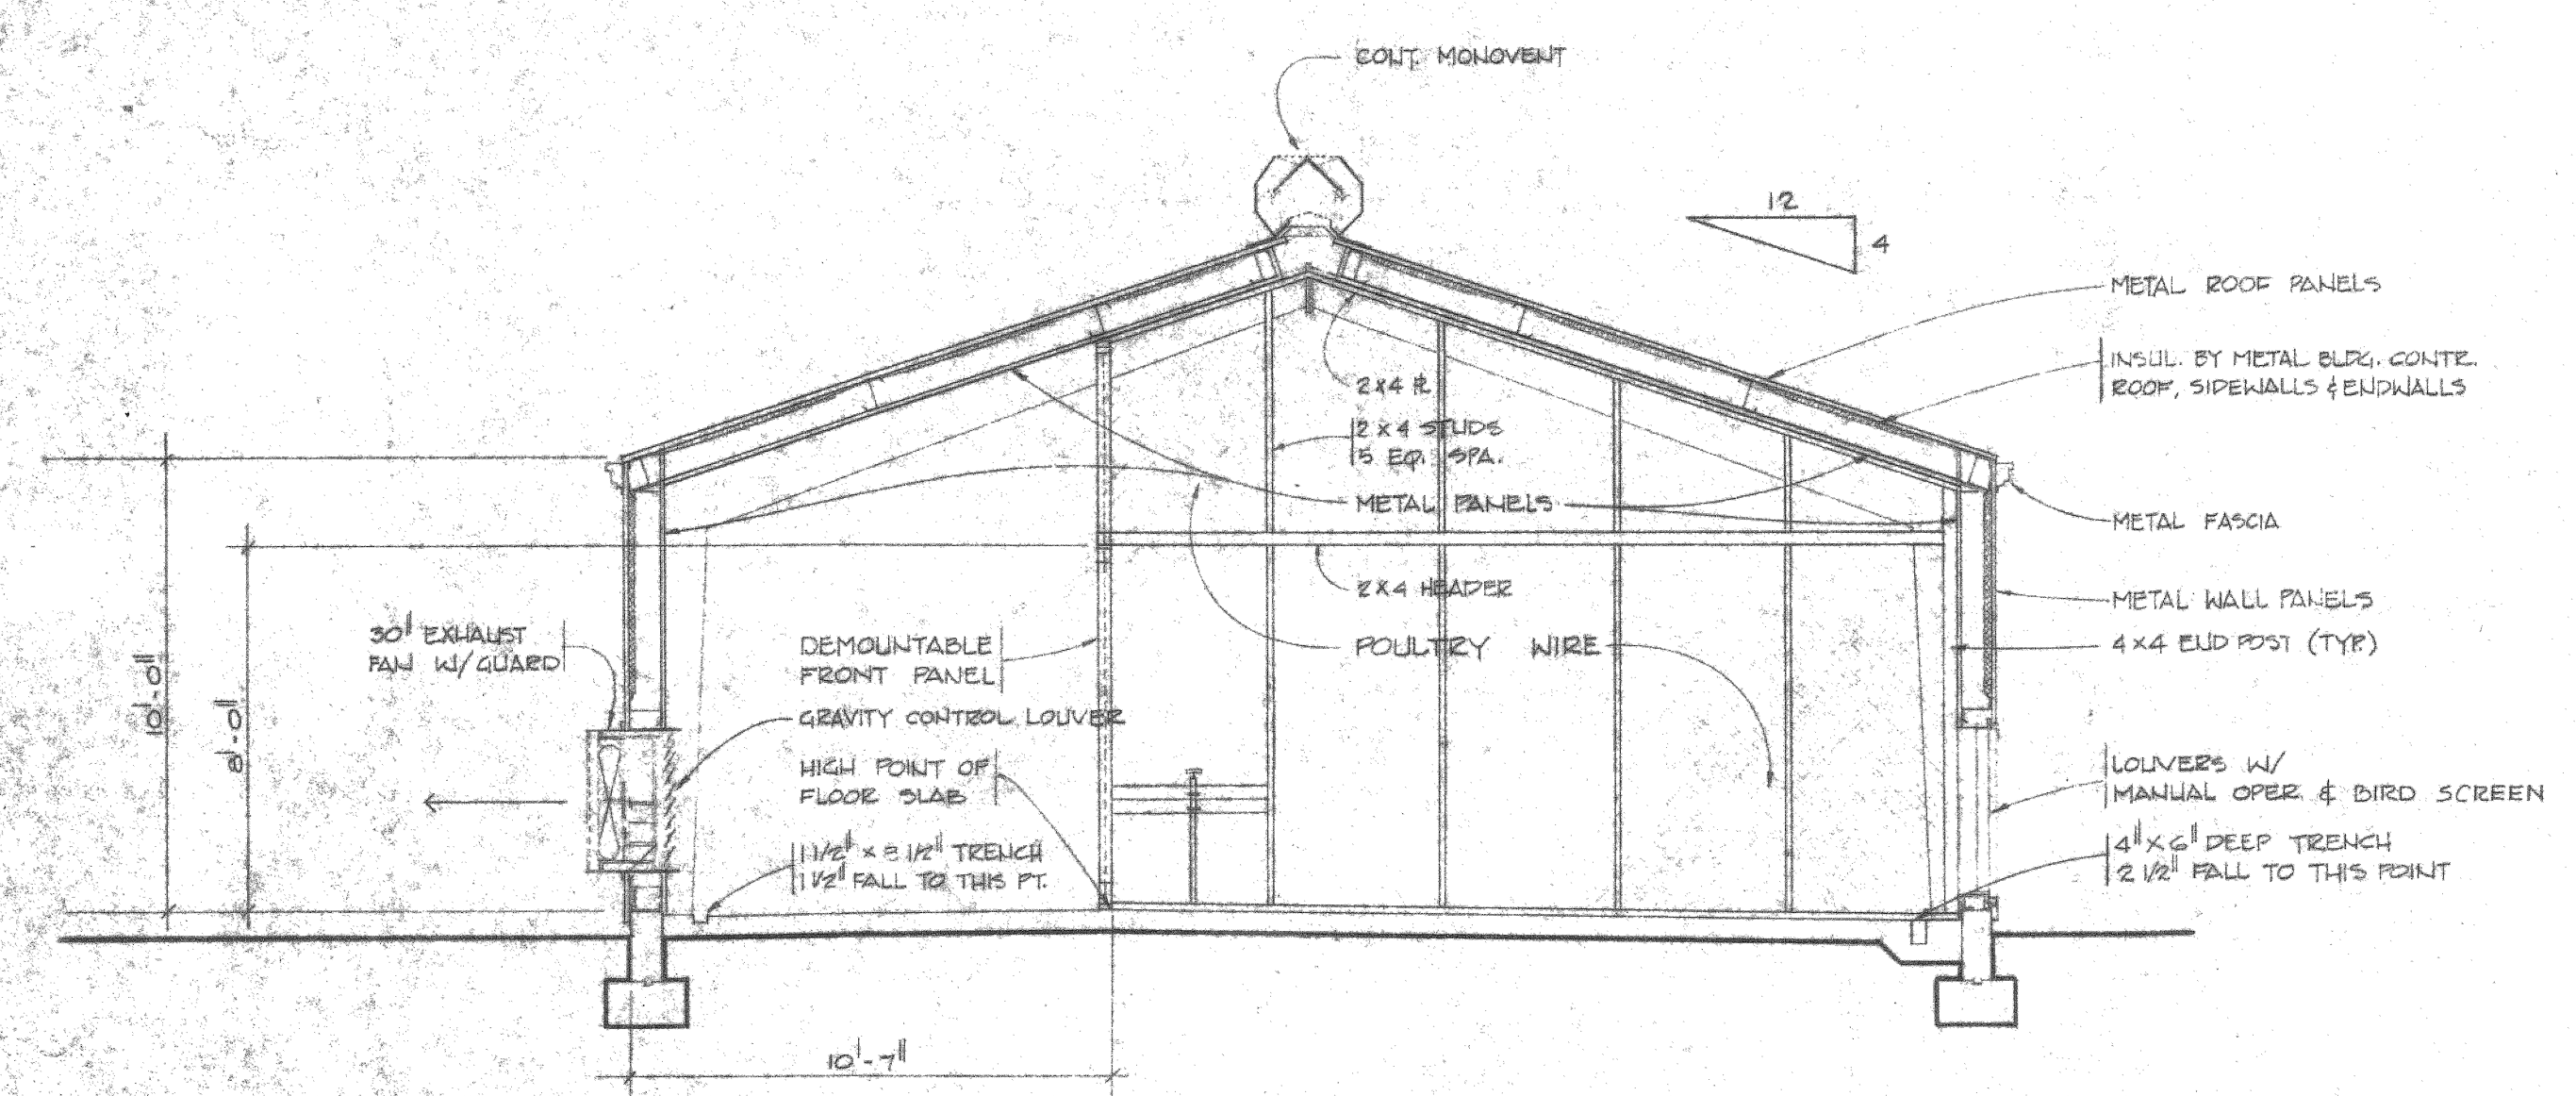 CONT. MONOVENT
12
4
METAL ROOF PANELS
INSUL. BY METAL BLDG. CONTR.
ROOF, SIDEWALLS & ENDWALLS
2x4 PL
2 x 4 STUDS
5 EQ. SPA.
METAL PANELS
METAL FASCIA
2x4 HEADER
METAL WALL PANELS
30" EXHAUST
FAN W/ GUARD
DEMOUNTABLE
FRONT PANEL
POULTRY WIRE
4x4 END POST (TYP.)
10'-0"
8'-0"
GRAVITY CONTROL LOUVER
HIGH POINT OF
FLOOR SLAB
LOUVERS W/
MANUAL OPER. & BIRD SCREEN
1 1/2" x TRENCH
1 1/2" FALL TO THIS PT.
4" x 6" DEEP TRENCH
2 1/2" FALL TO THIS POINT
10'-7"